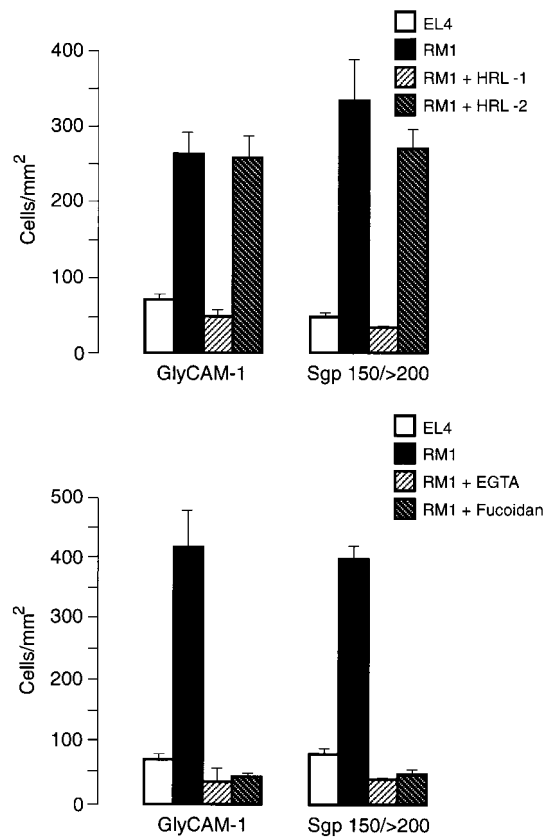 EL4
RM1
RM1 + HRL -1
RM1 + HRL -2
400
300
200
100
0
Cells/mm2
GlyCAM-1
Sgp 150/>200
EL4
RM1
RM1 + EGTA
RM1 + Fucoidan
500
400
300
200
100
0
Cells/mm2
GlyCAM-1
Sgp 150/>200